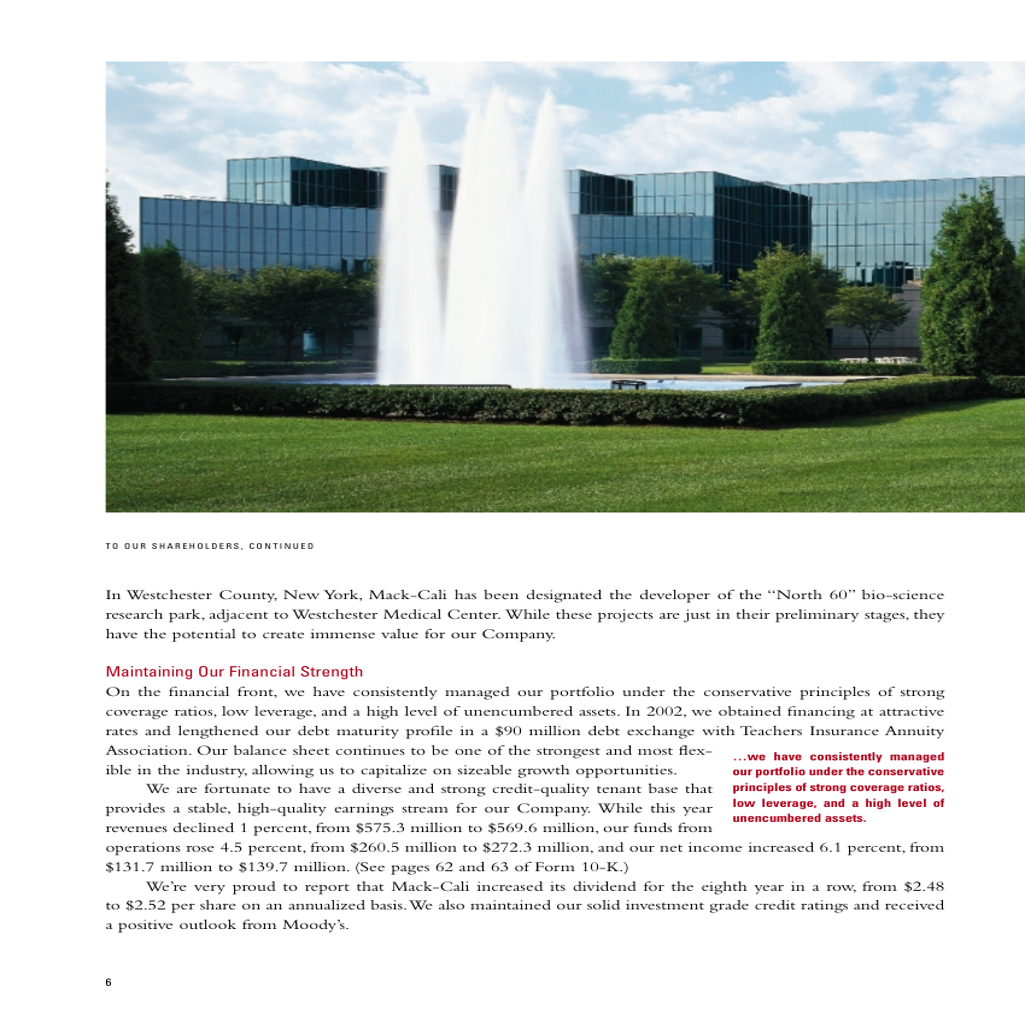 TO OUR SHAREHOLDERS, CONTINUED
In Westchester County, New York, Mack-Cali has been designated the developer of the “North 60” bio-science
research park, adjacent to Westchester Medical Center. While these projects are just in their preliminary stages, they
have the potential to create immense value for our Company.
Maintaining Our Financial Strength
On the financial front, we have consistently managed our portfolio under the conservative principles of strong
coverage ratios, low leverage, and a high level of unencumbered assets. In 2002, we obtained financing at attractive
rates and lengthened our debt maturity profile in a $90 million debt exchange with Teachers Insurance Annuity
Association. Our balance sheet continues to be one of the strongest and most flex-
ible in the industry, allowing us to capitalize on sizeable growth opportunities.
We are fortunate to have a diverse and strong credit-quality tenant base that
provides a stable, high-quality earnings stream for our Company. While this year
revenues declined 1 percent, from $575.3 million to $569.6 million, our funds from
operations rose 4.5 percent, from $260.5 million to $272.3 million, and our net income increased 6.1 percent, from
$131.7 million to $139.7 million. (See pages 62 and 63 of Form 10-K.)
We’re very proud to report that Mack-Cali increased its dividend for the eighth year in a row, from $2.48
to $2.52 per share on an annualized basis. We also maintained our solid investment grade credit ratings and received
a positive outlook from Moody’s.
…we have consistently managed
our portfolio under the conservative
principles of strong coverage ratios,
low leverage, and a high level of
unencumbered assets.
6